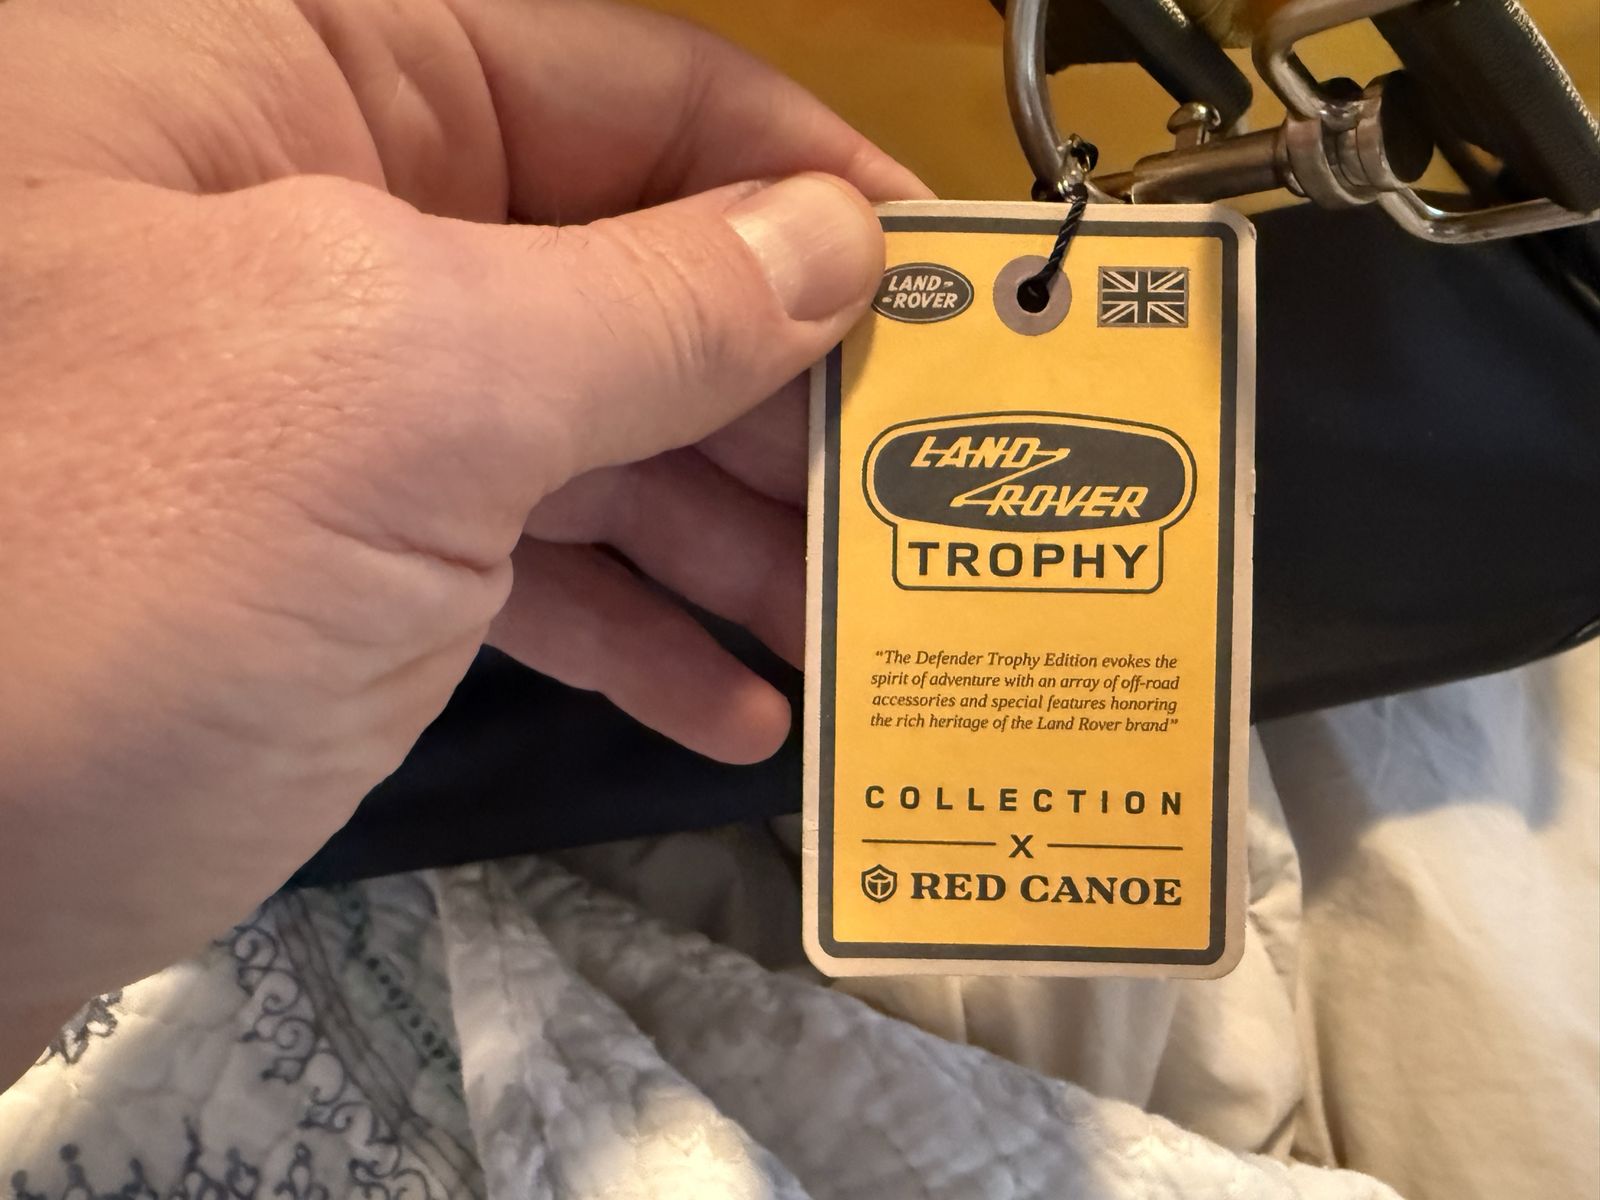 LAND-
-ROVER
LAND
ROVER
TROPHY
“The Defender Trophy Edition evokes the
spirit of adventure with an array of off-road
accessories and special features honoring
the rich heritage of the Land Rover brand”
COLLECTION
X
RED CANOE